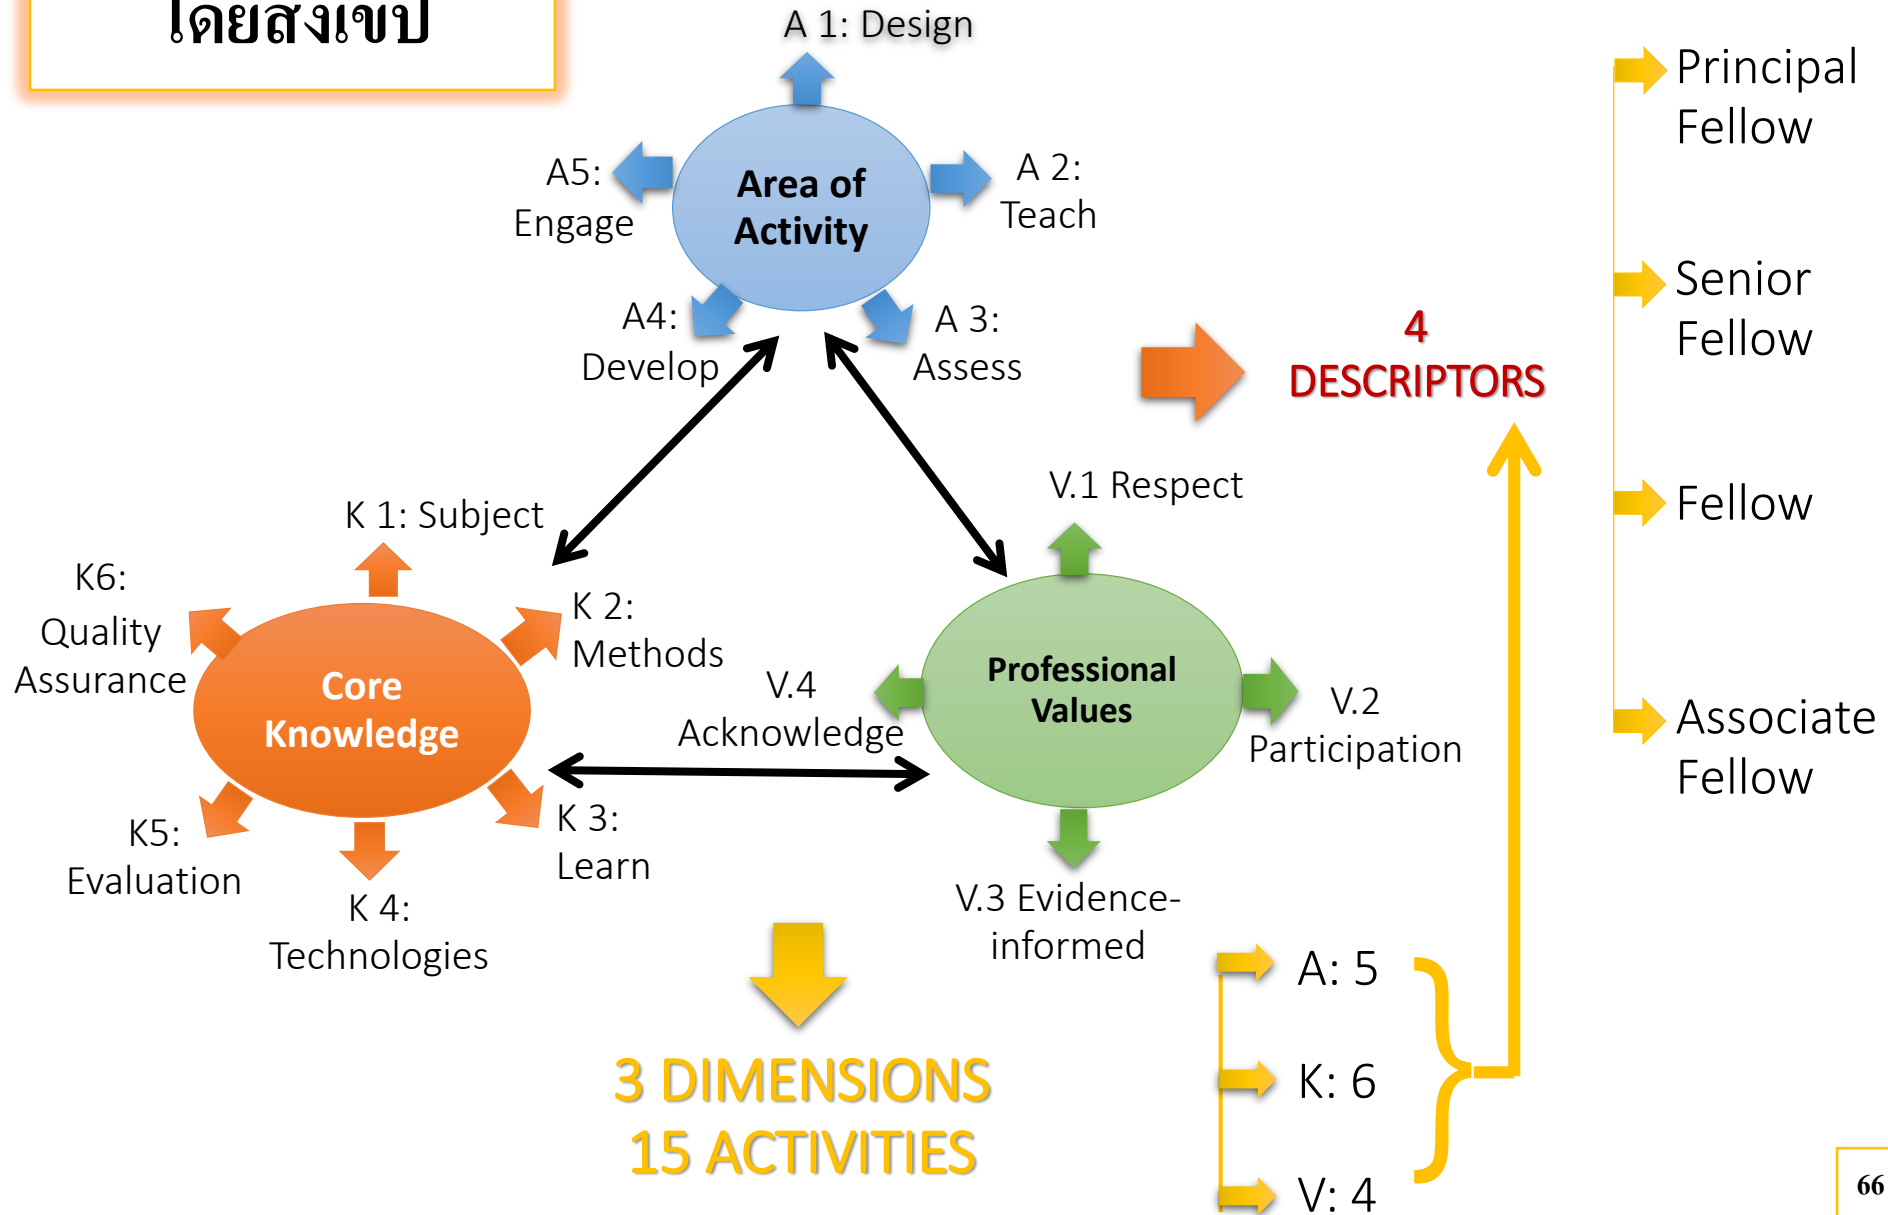 โดยสังเขป
A 1: Design
A5:
Engage
Area of
Activity
A 2:
Teach
A4:
Develop
A 3:
Assess
K 1: Subject
K6:
Quality
Assurance
K 2:
Methods
Core
Knowledge
K5:
Evaluation
K 4:
Technologies
K 3:
Learn
V.1 Respect
V.4
Acknowledge
Professional
Values
V.2
Participation
V.3 Evidence-
informed
3 DIMENSIONS
15 ACTIVITIES
A: 5
K: 6
V: 4
4
DESCRIPTORS
Principal
Fellow
Senior
Fellow
Fellow
Associate
Fellow
66